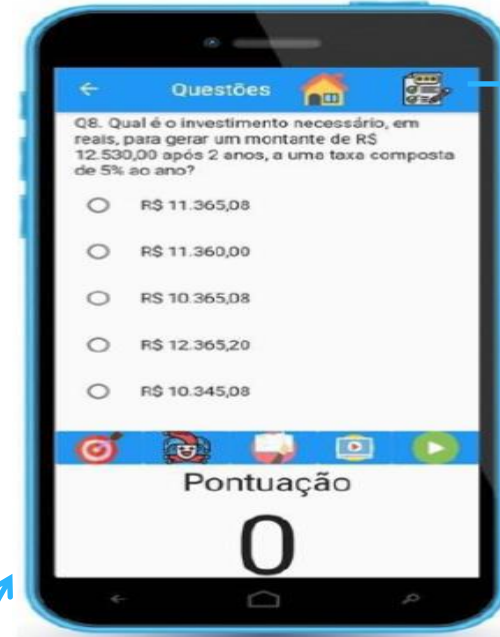 Questões
Q8. Qual é o investimento necessário, em
reais, para gerar um montante de R$
12.530,00 após 2 anos, a uma taxa composta
de 5% ao ano?
R$ 11.365,08
R$ 11.360,00
R$ 10.365,08
R$ 12.365,20
R$ 10.345,08
Pontuação
0